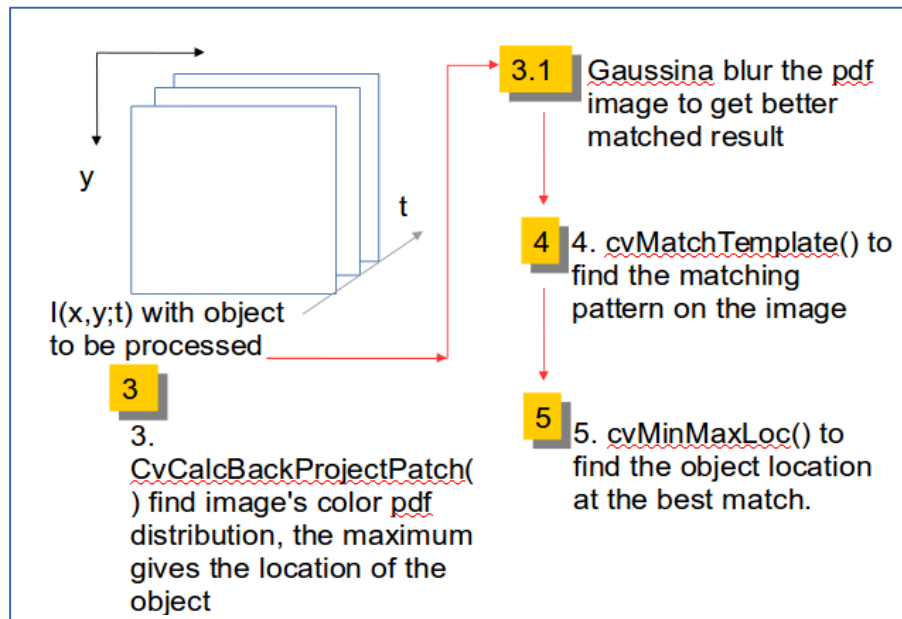 y
t
I(x,y;t) with object
to be processed
3
3.
CvCalcBackProjectPatch(
) find image's color pdf
distribution, the maximum
gives the location of the
object
3.1
Gaussina blur the pdf
image to get better
matched result
4
4. cvMatchTemplate() to
find the matching
pattern on the image
5
5. cvMinMaxLoc() to
find the object location
at the best match.